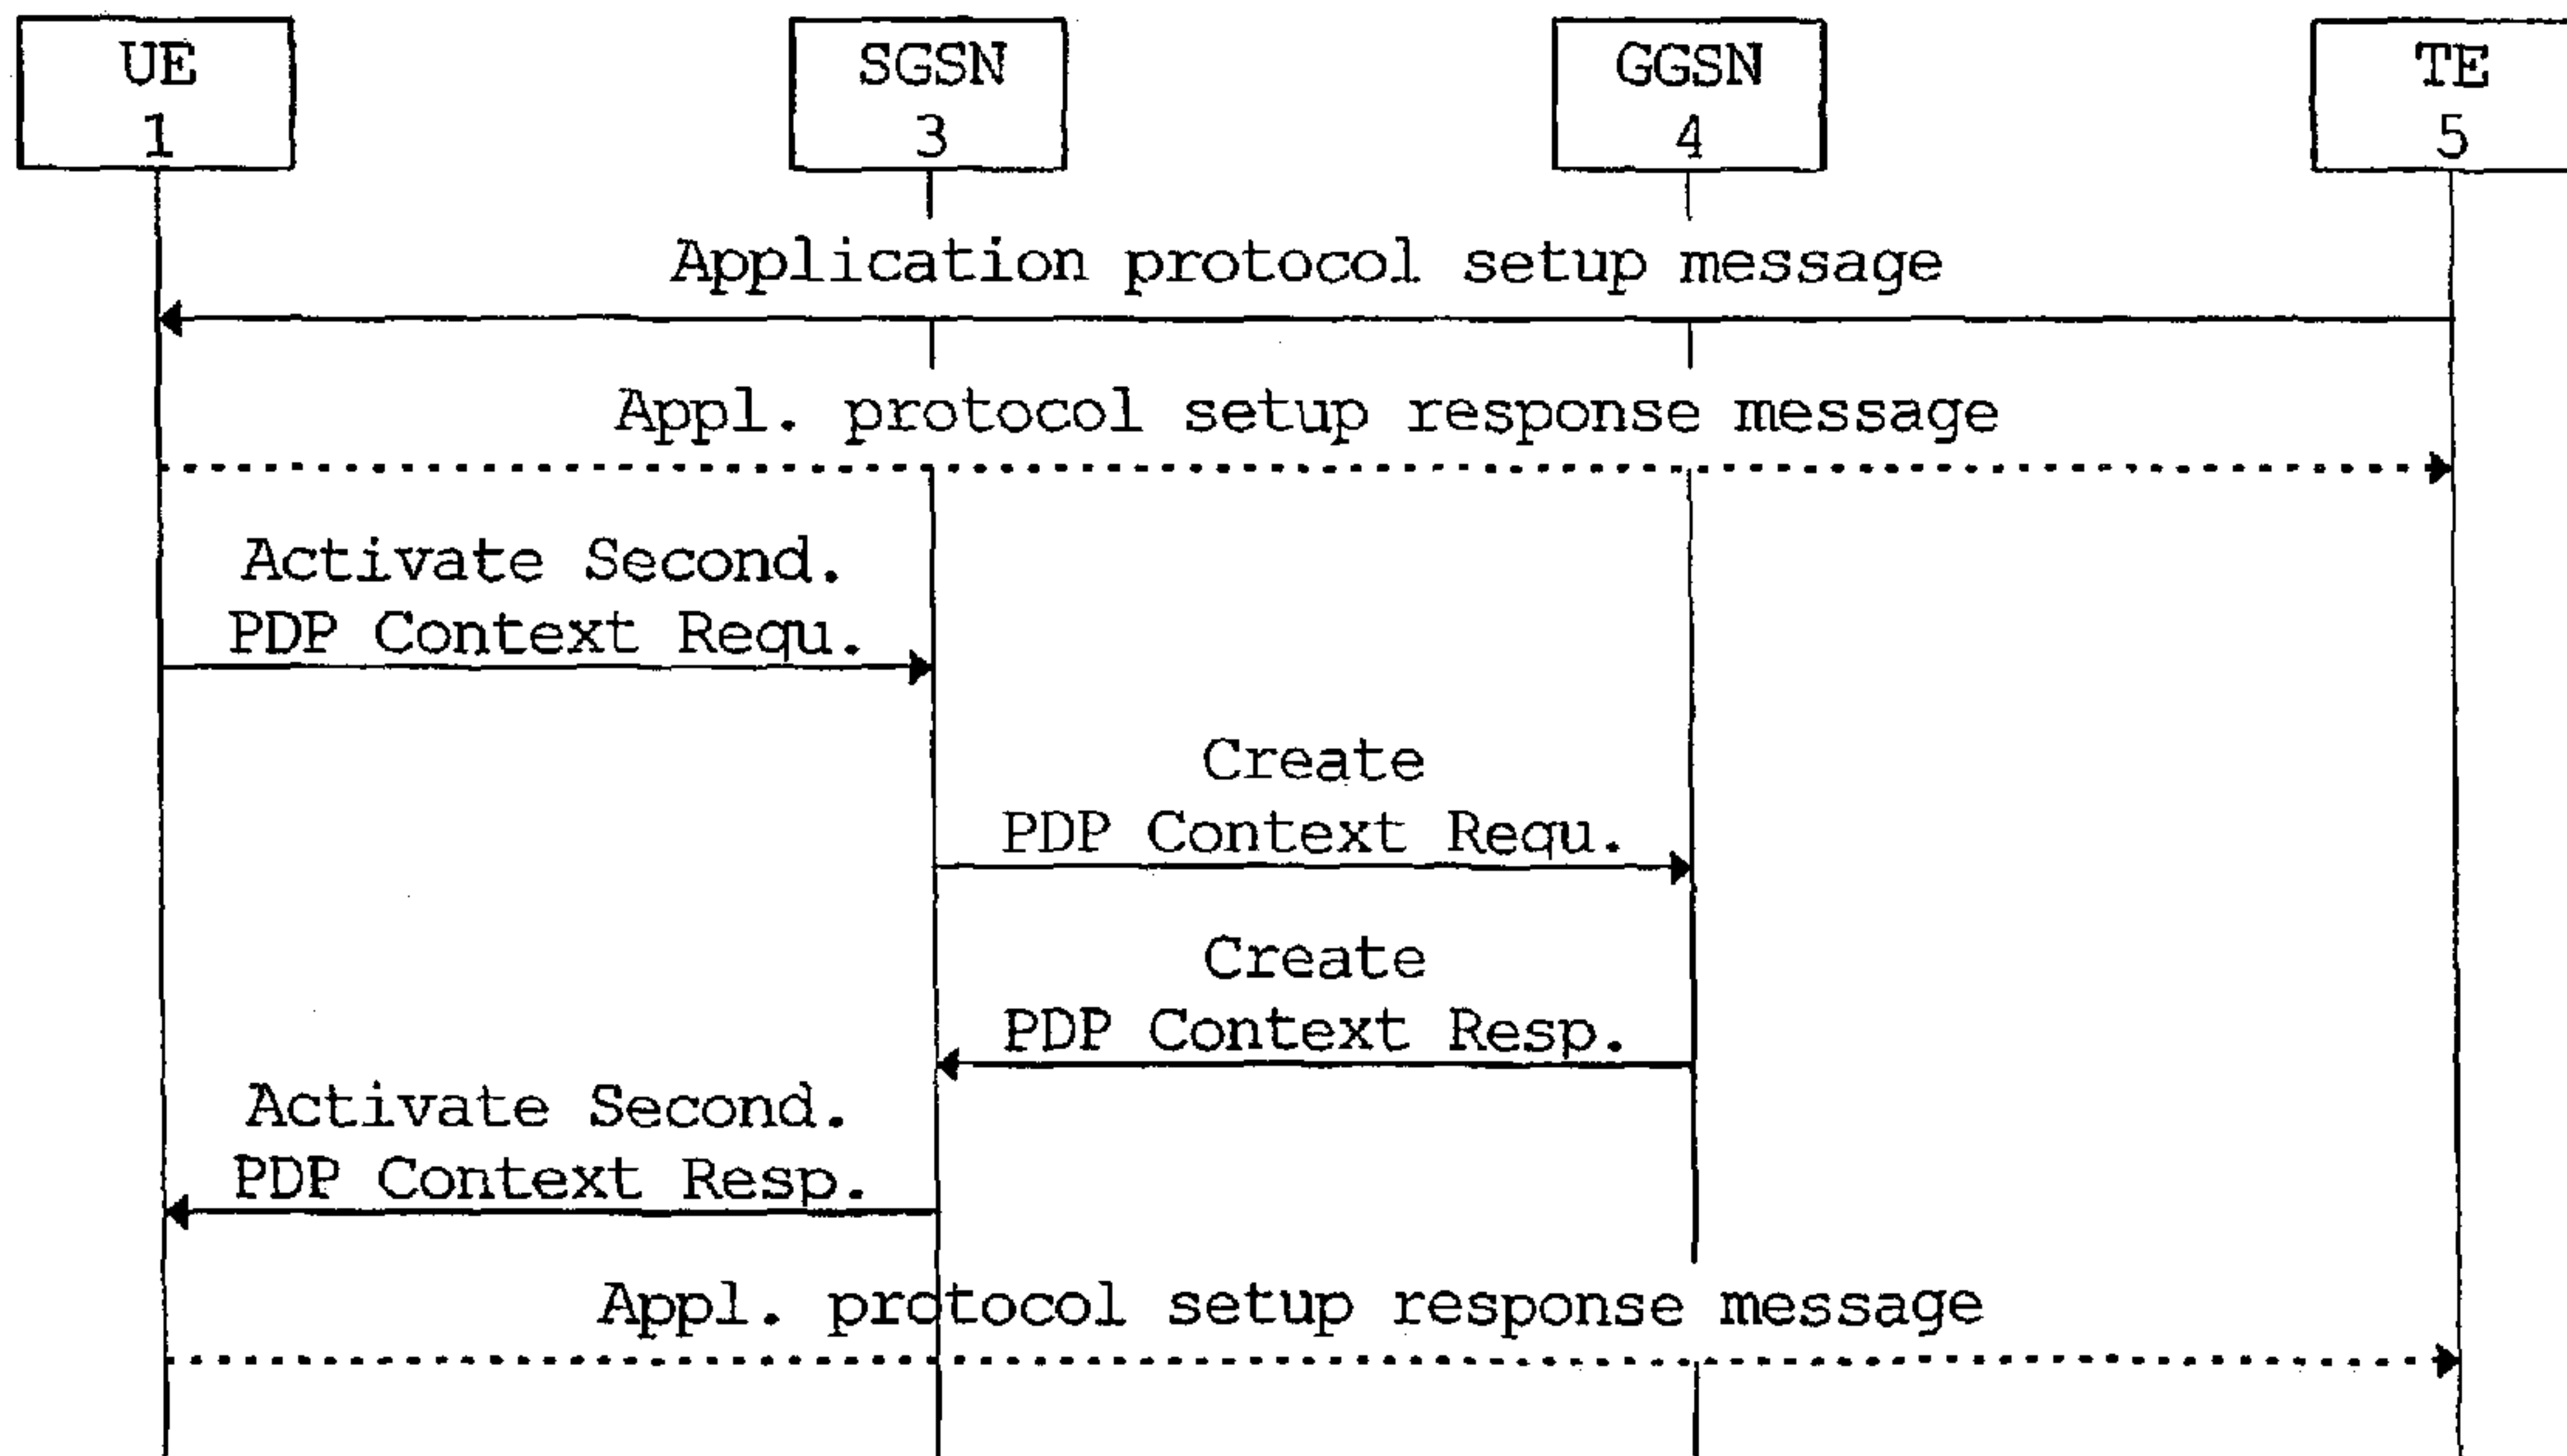 UE
1
SGSN
3
GGSN
4
TE
5
Application protocol setup message
Appl. protocol setup response message
Activate Second.
PDP Context Requ.
Create
PDP Context Requ.
Create
PDP Context Resp.
Activate Second.
PDP Context Resp.
Appl. protocol setup response message